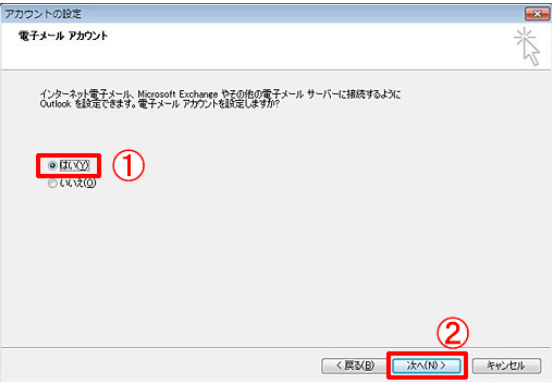 アカウントの設定
電子メール アカウント
インターネット電子メール、Microsoft Exchange やその他の電子メール サーバーに接続するように
Outlook を設定できます。電子メール アカウントを設定しますか?
はい(Y) ①
いいえ(O)
②
< 戻る(B) 次へ(N) > キャンセル